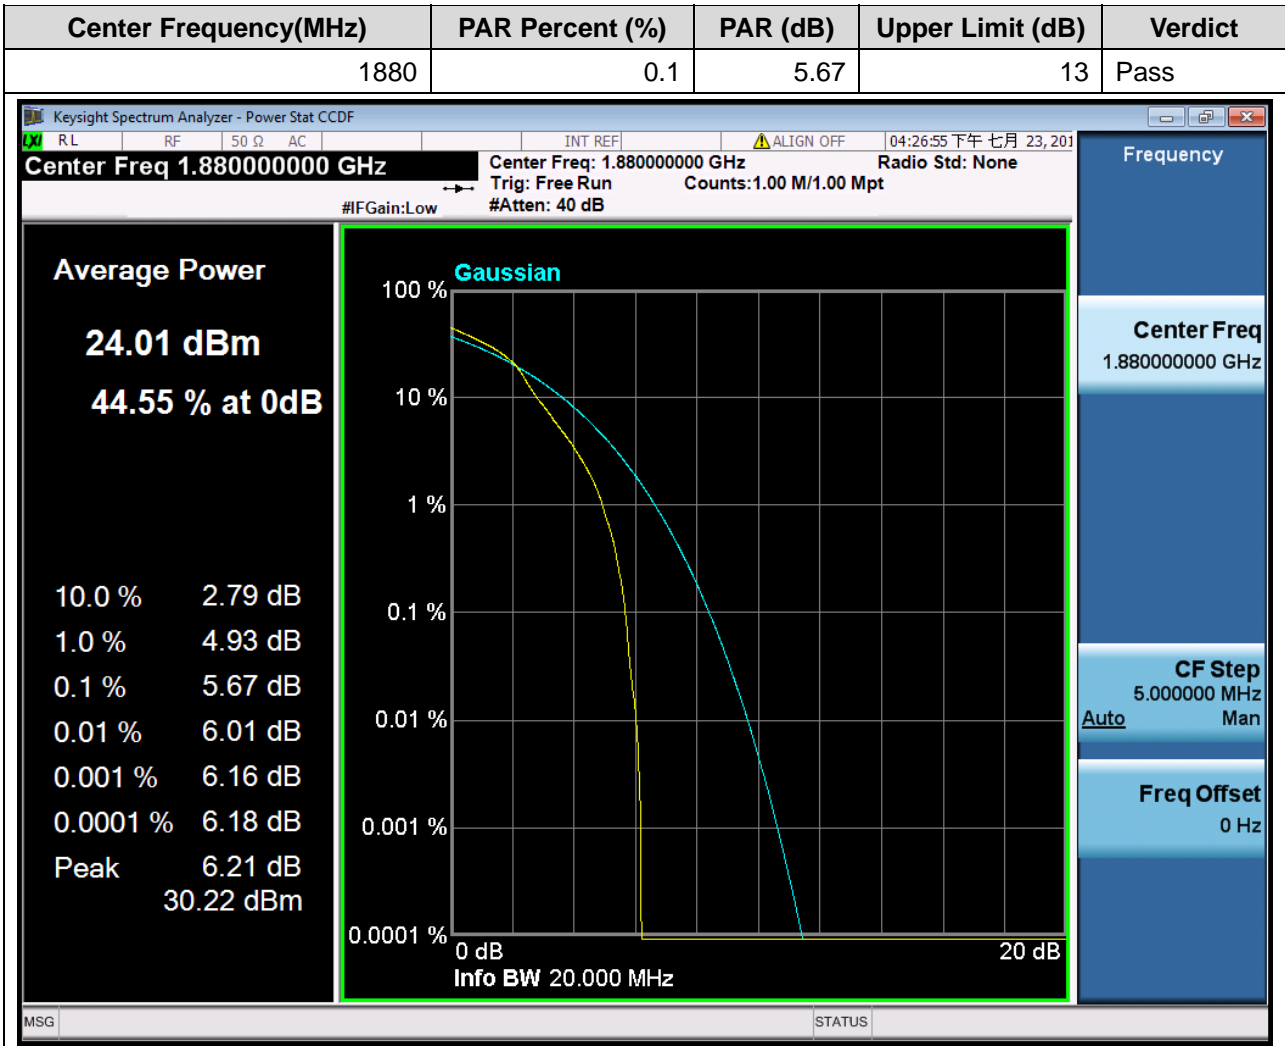 Center Frequency(MHz) PAR Percent (%) PAR (dB) Upper Limit (dB) Verdict
1880 0.1 5.67 13 Pass
Keysight Spectrum Analyzer - Power Stat CCDF
LXI RL RF 50 Ω AC INT REF ALIGN OFF 04:26:55 下午 七月 23, 201
Center Freq 1.880000000 GHz
Center Freq: 1.880000000 GHz Radio Std: None
Trig: Free Run Counts:1.00 M/1.00 Mpt
#IFGain:Low #Atten: 40 dB
Average Power
24.01 dBm
44.55 % at 0dB
10.0 % 2.79 dB
1.0 % 4.93 dB
0.1 % 5.67 dB
0.01 % 6.01 dB
0.001 % 6.16 dB
0.0001 % 6.18 dB
Peak 6.21 dB
30.22 dBm
Gaussian
100 %
10 %
1 %
0.1 %
0.01 %
0.001 %
0.0001 %
0 dB 20 dB
Info BW 20.000 MHz
Frequency
Center Freq
1.880000000 GHz
CF Step
5.000000 MHz
Auto Man
Freq Offset
0 Hz
MSG STATUS